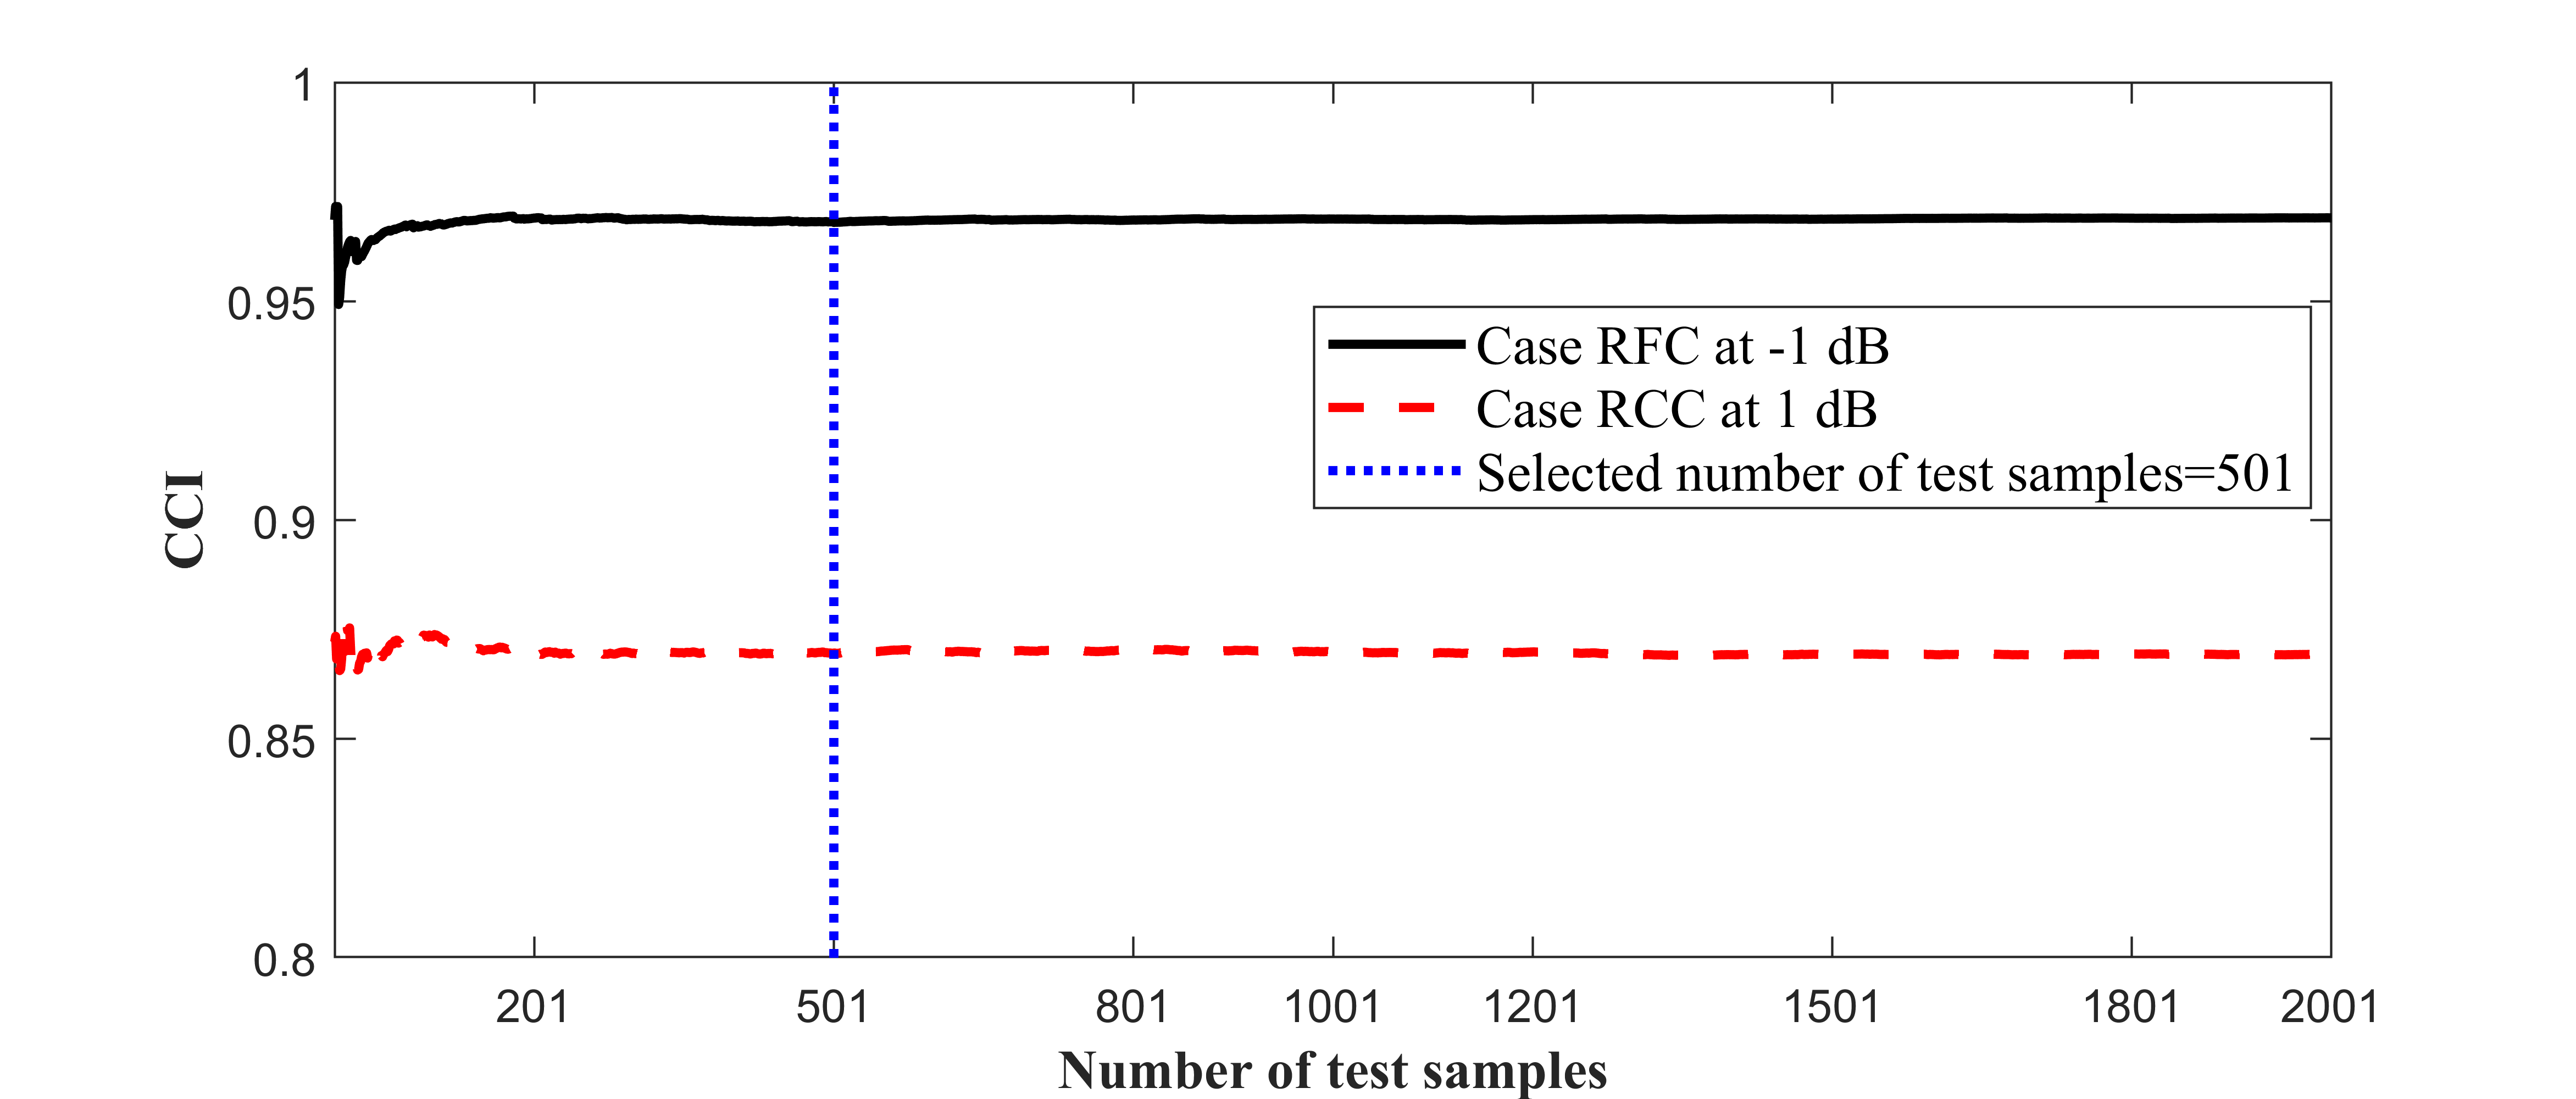 1
0.95
0.9
0.85
0.8
CCI
Case RFC at -1 dB
Case RCC at 1 dB
Selected number of test samples=501
201 501 801 1001 1201 1501 1801 2001
Number of test samples